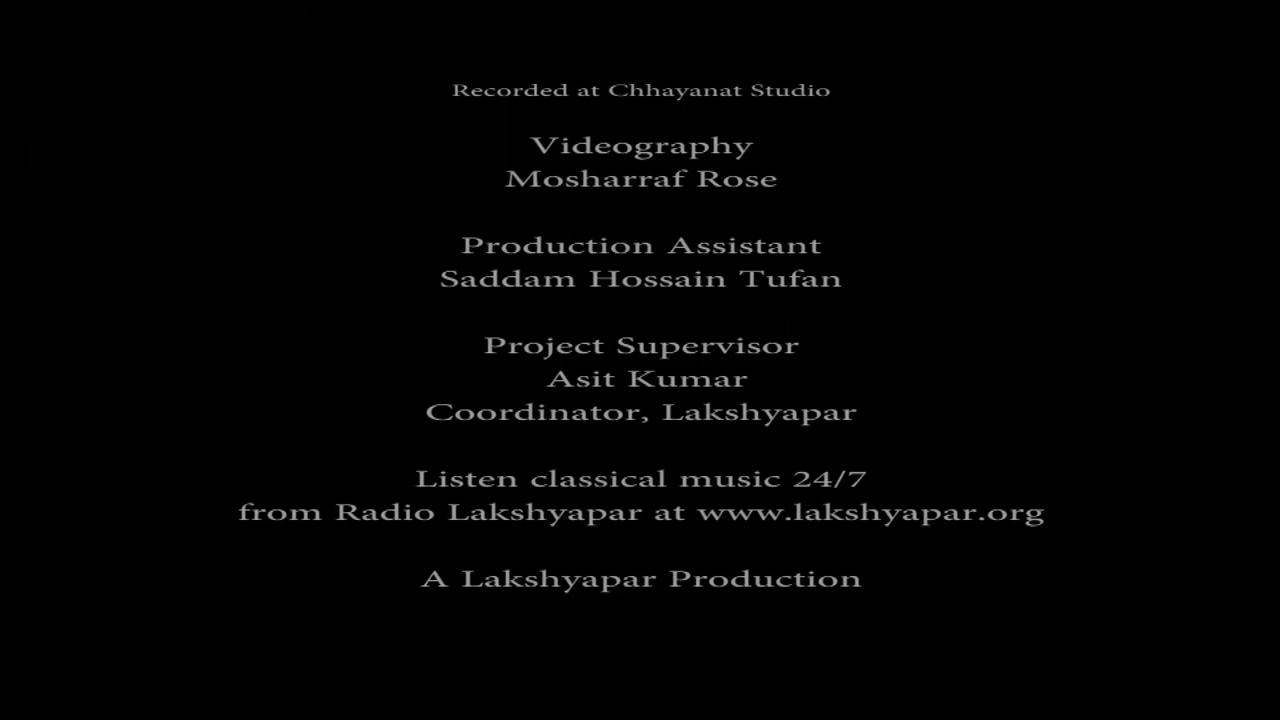 Recorded at Chhayanat Studio
Videography
Mosharraf Rose
Production Assistant
Saddam Hossain Tufan
Project Supervisor
Asit Kumar
Coordinator, Lakshyapar
Listen classical music 24/7
from Radio Lakshyapar at www.lakshyapar.org
A Lakshyapar Production